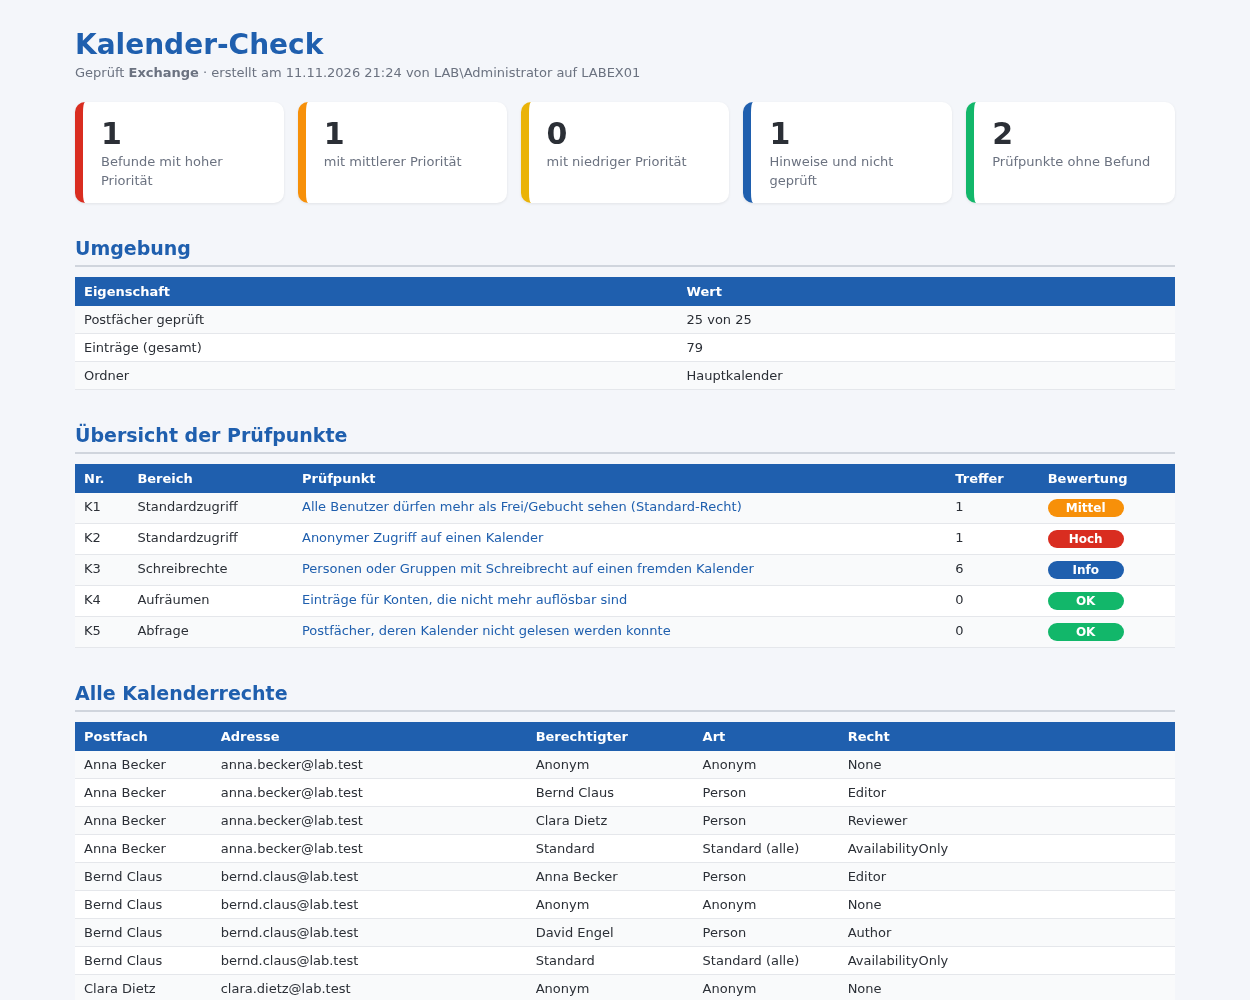 Kalender-Check
Geprüft Exchange · erstellt am 11.11.2026 21:24 von LAB\Administrator auf LABEX01
1
Befunde mit hoher
Priorität
1
mit mittlerer Priorität
0
mit niedriger Priorität
1
Hinweise und nicht
geprüft
2
Prüfpunkte ohne Befund
Umgebung
Eigenschaft Wert
Postfächer geprüft 25 von 25
Einträge (gesamt) 79
Ordner Hauptkalender
Übersicht der Prüfpunkte
Nr. Bereich Prüfpunkt Treffer Bewertung
K1 Standardzugriff Alle Benutzer dürfen mehr als Frei/Gebucht sehen (Standard-Recht) 1 Mittel
K2 Standardzugriff Anonymer Zugriff auf einen Kalender 1 Hoch
K3 Schreibrechte Personen oder Gruppen mit Schreibrecht auf einen fremden Kalender 6 Info
K4 Aufräumen Einträge für Konten, die nicht mehr auflösbar sind 0 OK
K5 Abfrage Postfächer, deren Kalender nicht gelesen werden konnte 0 OK
Alle Kalenderrechte
Postfach Adresse Berechtigter Art Recht
Anna Becker anna.becker@lab.test Anonym Anonym None
Anna Becker anna.becker@lab.test Bernd Claus Person Editor
Anna Becker anna.becker@lab.test Clara Dietz Person Reviewer
Anna Becker anna.becker@lab.test Standard Standard (alle) AvailabilityOnly
Bernd Claus bernd.claus@lab.test Anna Becker Person Editor
Bernd Claus bernd.claus@lab.test Anonym Anonym None
Bernd Claus bernd.claus@lab.test David Engel Person Author
Bernd Claus bernd.claus@lab.test Standard Standard (alle) AvailabilityOnly
Clara Dietz clara.dietz@lab.test Anonym Anonym None